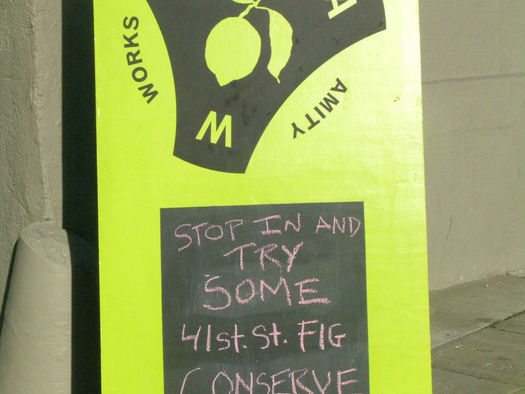 WORKS
A
AMITY
W
STOP IN AND
TRY
SOME
41st. St. FIG
CONSERVE